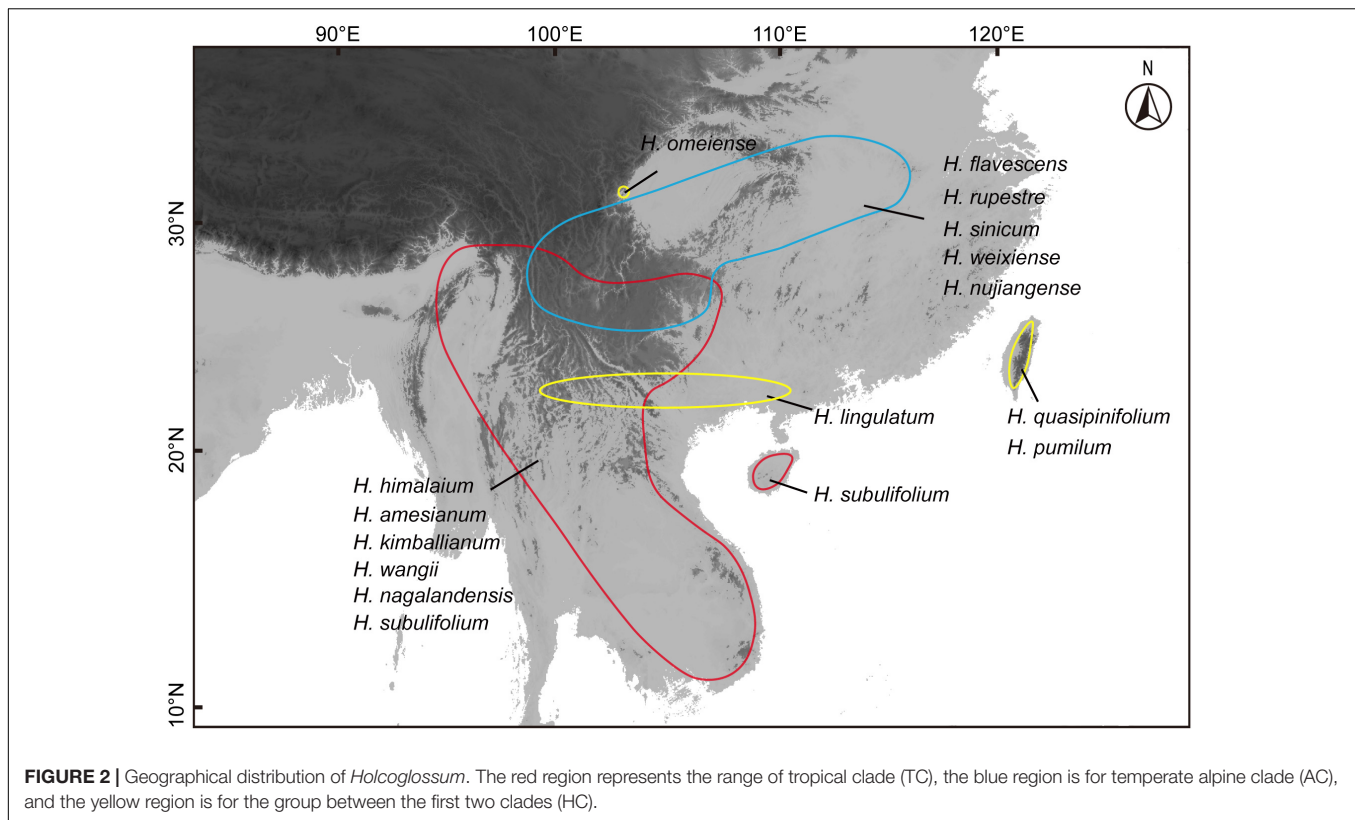 90°E 100°E 110°E 120°E
N
H. omeiense
H. flavescens
H. rupestre
H. sinicum
H. weixiense
H. nujiangense
30°N
H. lingulatum
H. quasipinifolium
H. pumilum
20°N
H. subulifolium
H. himalaium
H. amesianum
H. kimballianum
H. wangii
H. nagalandensis
H. subulifolium
10°N
FIGURE 2 | Geographical distribution of Holcoglossum. The red region represents the range of tropical clade (TC), the blue region is for temperate alpine clade (AC),
and the yellow region is for the group between the first two clades (HC).